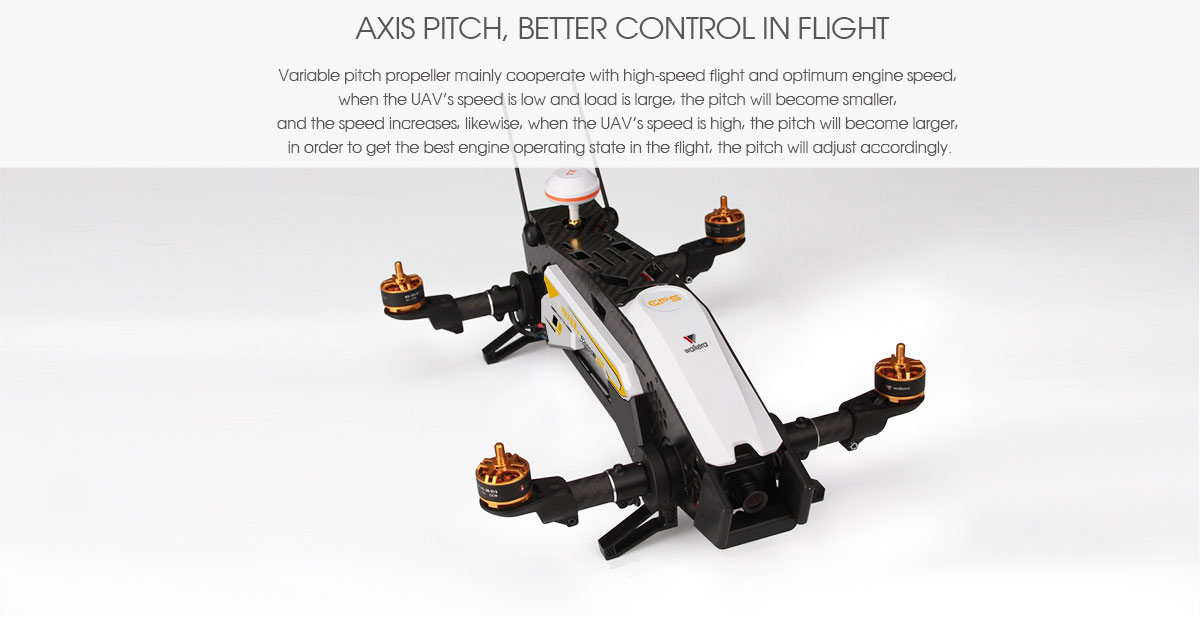 AXIS PITCH, BETTER CONTROL IN FLIGHT
Variable pitch propeller mainly cooperate with high-speed flight and optimum engine speed,
when the UAV's speed is low and load is large, the pitch will become smaller,
and the speed increases, likewise, when the UAV's speed is high, the pitch will become larger,
in order to get the best engine operating state in the flight, the pitch will adjust accordingly.
GPS
walkera
walkera